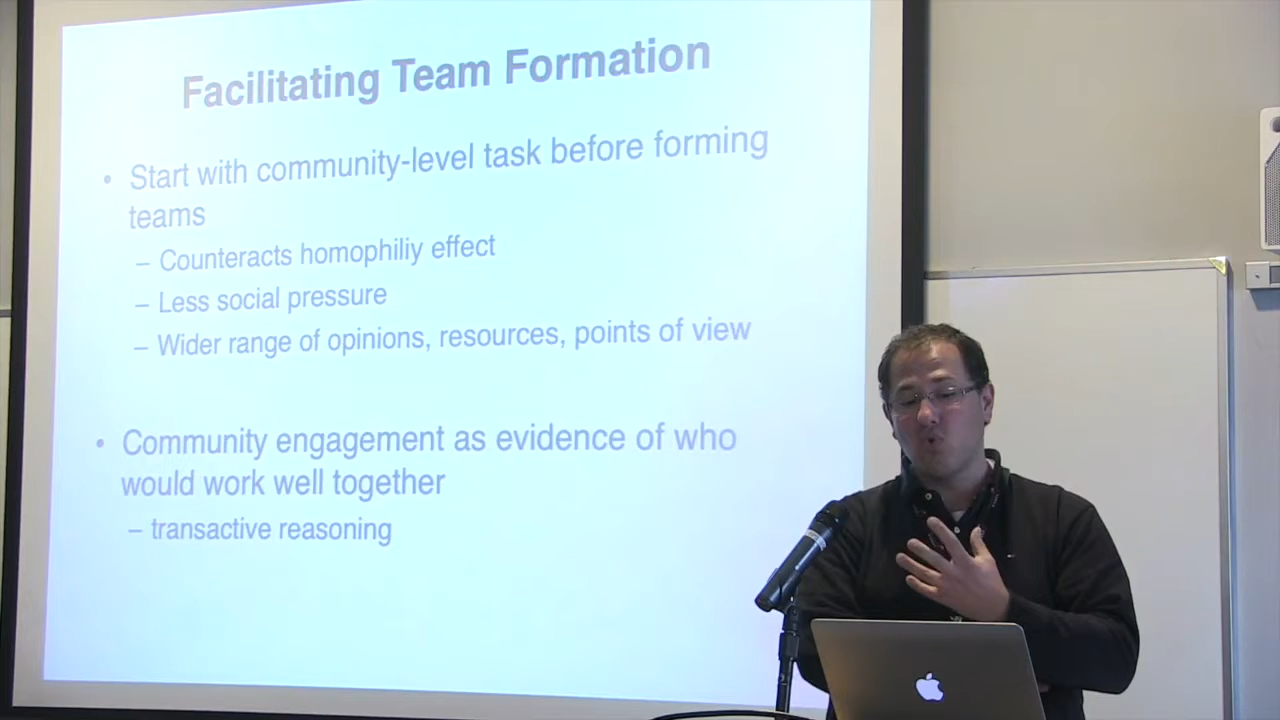 Facilitating Team Formation
• Start with community-level task before forming
teams
– Counteracts homophiliy effect
– Less social pressure
– Wider range of opinions, resources, points of view
• Community engagement as evidence of who
would work well together
– transactive reasoning